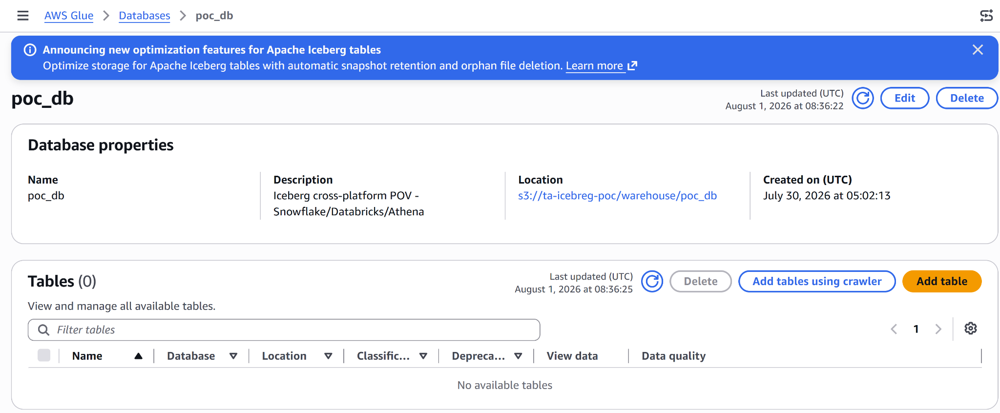 AWS Glue > Databases > poc_db
Announcing new optimization features for Apache Iceberg tables
Optimize storage for Apache Iceberg tables with automatic snapshot retention and orphan file deletion. Learn more
poc_db
Last updated (UTC)
August 1, 2026 at 08:36:22
Edit
Delete
Database properties
Name
poc_db
Description
Iceberg cross-platform POV -
Snowflake/Databricks/Athena
Location
s3://ta-icebreg-poc/warehouse/poc_db
Created on (UTC)
July 30, 2026 at 05:02:13
Tables (0)
Last updated (UTC)
August 1, 2026 at 08:36:25
Delete
Add tables using crawler
Add table
View and manage all available tables.
Filter tables
1
Name Database Location Classific... Depreca... View data Data quality
No available tables